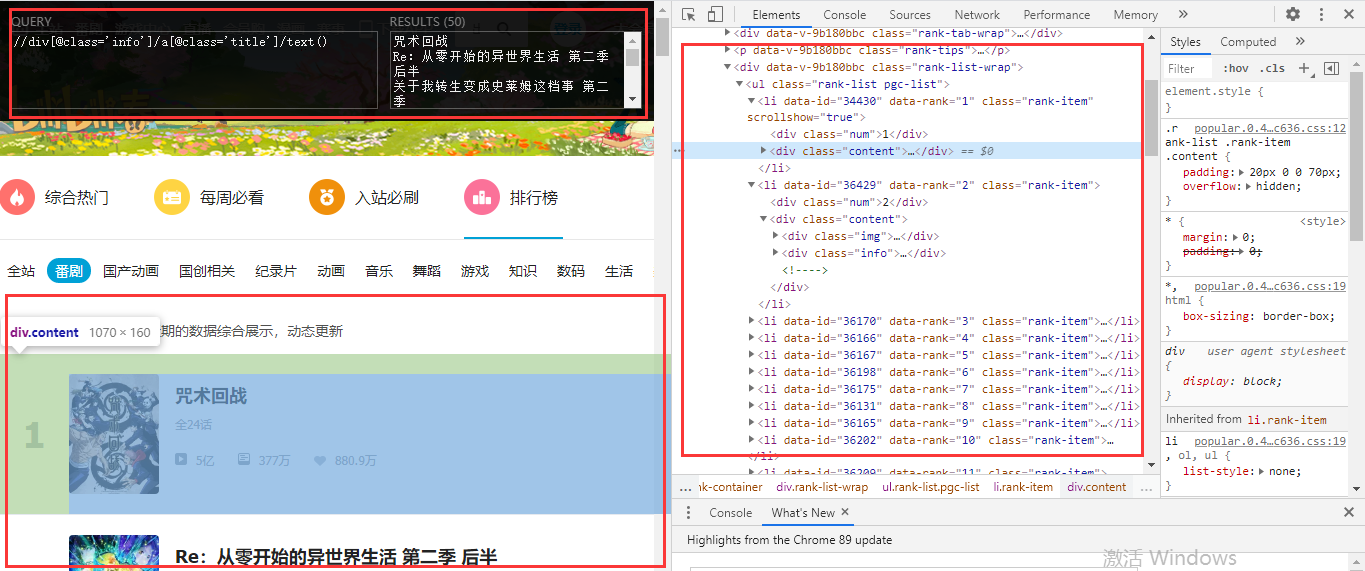 QUERY
//div[@class='info']/a[@class='title']/text()
RESULTS (50)
咒术回战
Re：从零开始的异世界生活 第二季
后半
关于我转生变成史莱姆这档事 第二
季
综合热门
每周必看
入站必刷
排行榜
全站
番剧
国产动画
国创相关
纪录片
动画
音乐
舞蹈
游戏
知识
数码
生活
div.content 1070 × 160
期的数据综合展示，动态更新
1
咒术回战
全24话
5亿
377万
880.9万
Re：从零开始的异世界生活 第二季 后半
Elements
Console
Sources
Network
Performance
Memory
»
<div data-v-9b180bbc class="rank-tab-wrap">…</div>
<p data-v-9b180bbc class="rank-tips">…</p>
<div data-v-9b180bbc class="rank-list-wrap">
<ul class="rank-list pgc-list">
<li data-id="34430" data-rank="1" class="rank-item"
scrollshow="true">
<div class="num">1</div>
<div class="content">…</div> == $0
</li>
<li data-id="36429" data-rank="2" class="rank-item">
<div class="num">2</div>
<div class="content">
<div class="img">…</div>
<div class="info">…</div>
<!---->
</div>
</li>
<li data-id="36170" data-rank="3" class="rank-item">…</li>
<li data-id="36166" data-rank="4" class="rank-item">…</li>
<li data-id="36167" data-rank="5" class="rank-item">…</li>
<li data-id="36198" data-rank="6" class="rank-item">…</li>
<li data-id="36175" data-rank="7" class="rank-item">…</li>
<li data-id="36131" data-rank="8" class="rank-item">…</li>
<li data-id="36165" data-rank="9" class="rank-item">…</li>
<li data-id="36202" data-rank="10" class="rank-item">…
</li>
<li data-id="36209" data-rank="11" class="rank-item">
... nk-container div.rank-list-wrap ul.rank-list.pgc-list li.rank-item div.content ...
Styles
Computed
»
Filter
:hov
.cls
+
element.style {
}
.r popular.0.4…c636.css:12
ank-list .rank-item
.content {
padding: 20px 0 0 70px;
overflow: hidden;
}
* { <style>
margin: 0;
padding: 0;
}
*, popular.0.4…c636.css:19
html {
box-sizing: border-box;
}
div user agent stylesheet
{
display: block;
}
Inherited from li.rank-item
li popular.0.4…c636.css:19
, ol, ul {
list-style: none;
}
Console
What's New ×
Highlights from the Chrome 89 update
激活 Windows